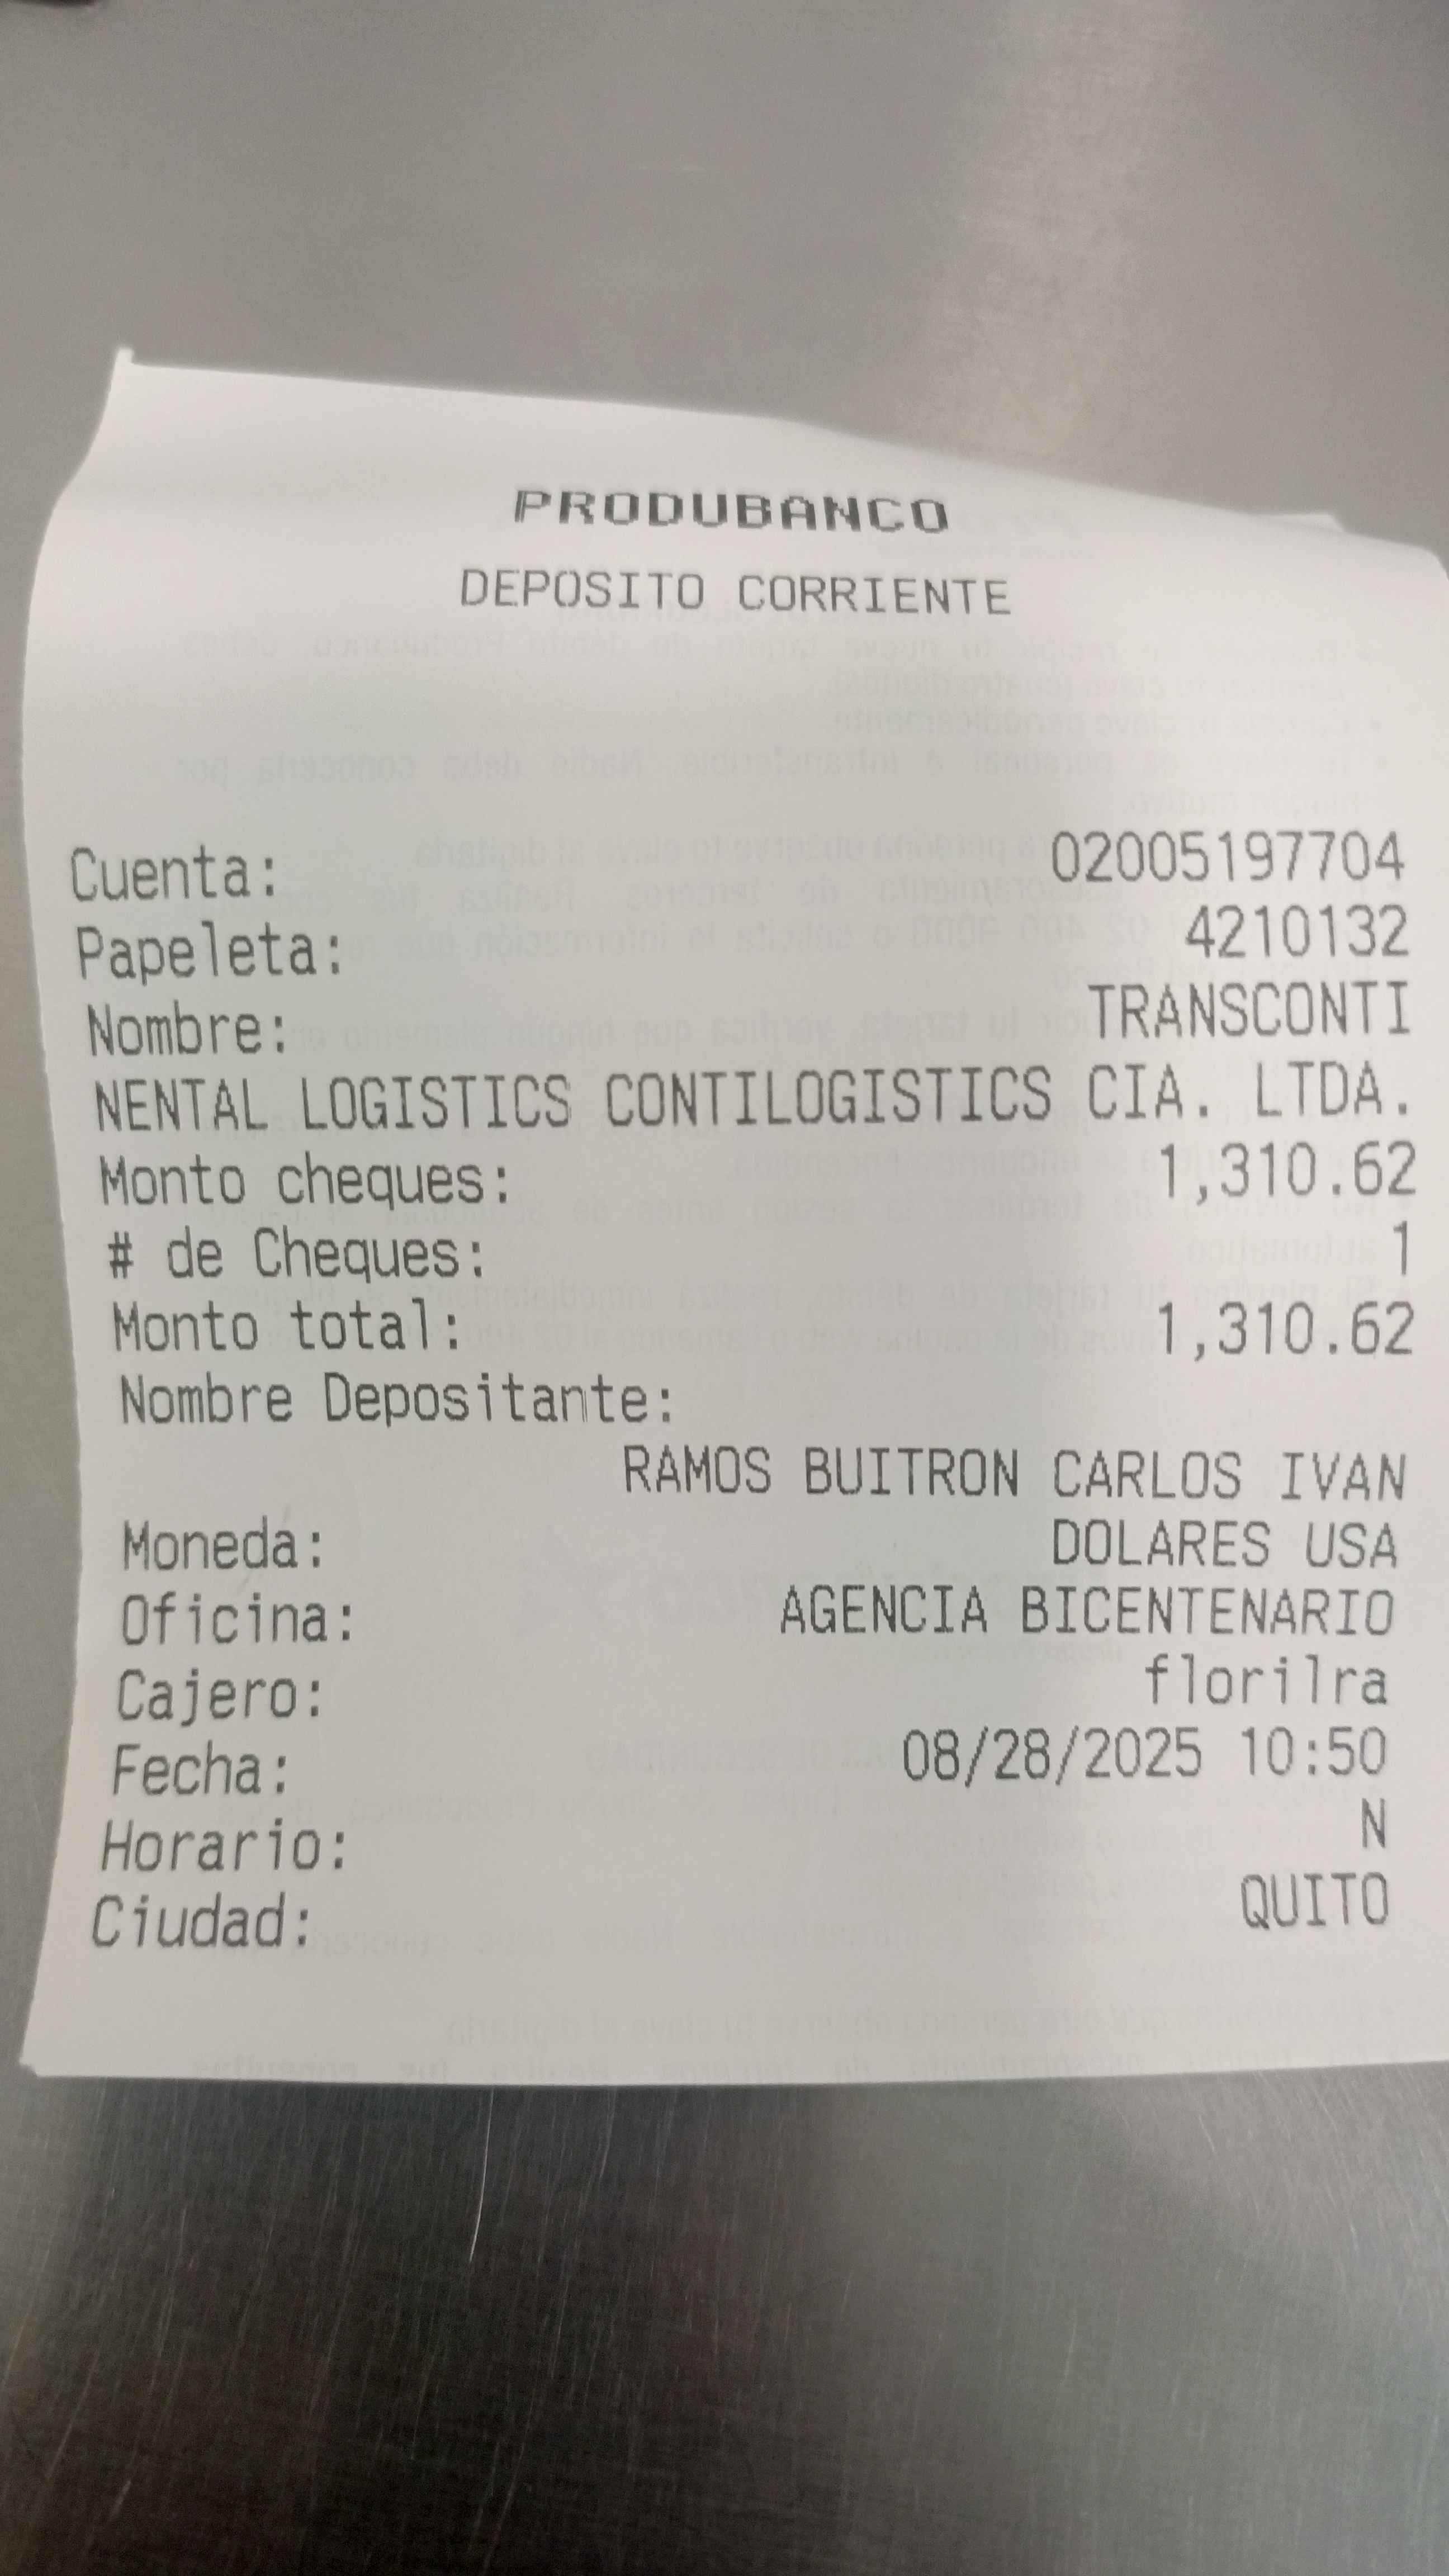 PRODUBANCO
DEPOSITO CORRIENTE
Cuenta: 02005197704
Papeleta: 4210132
Nombre: TRANSCONTI
NENTAL LOGISTICS CONTILOGISTICS CIA. LTDA.
Monto cheques: 1,310.62
# de Cheques: 1
Monto total: 1,310.62
Nombre Depositante:
RAMOS BUITRON CARLOS IVAN
Moneda: DOLARES USA
Oficina: AGENCIA BICENTENARIO
Cajero: florilra
Fecha: 08/28/2025 10:50
Horario: N
Ciudad: QUITO